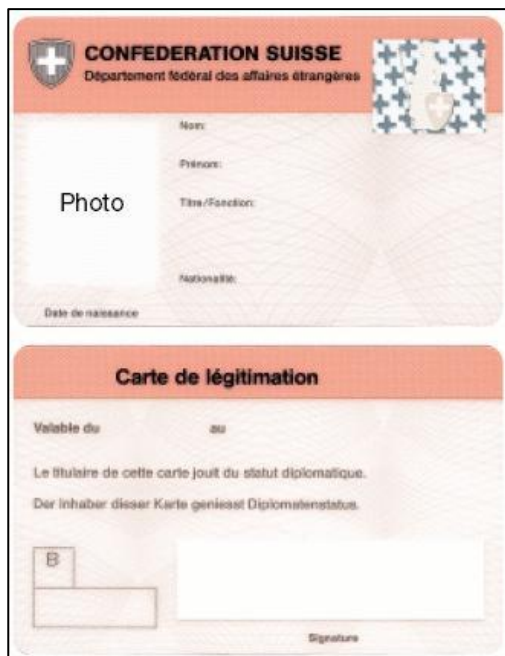 CONFEDERATION SUISSE
Département fédéral des affaires étrangères
Nom:
Prénom:
Photo
Titre/Fonction:
Nationalité:
Date de naissance
Carte de légitimation
Valable du au
Le titulaire de cette carte jouit du statut diplomatique.
Der Inhaber disser Karte geniesst Diplomatenstatus.
B
Signature